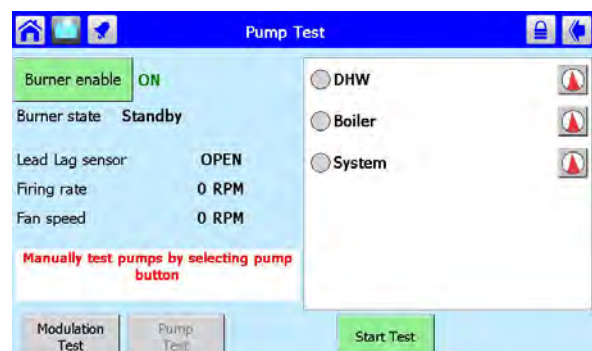 Pump Test
Burner enable ON
Burner state Standby
Lead Lag sensor OPEN
Firing rate 0 RPM
Fan speed 0 RPM
Manually test pumps by selecting pump
button
DHW
Boiler
System
Modulation
Test
Pump
Test
Start Test